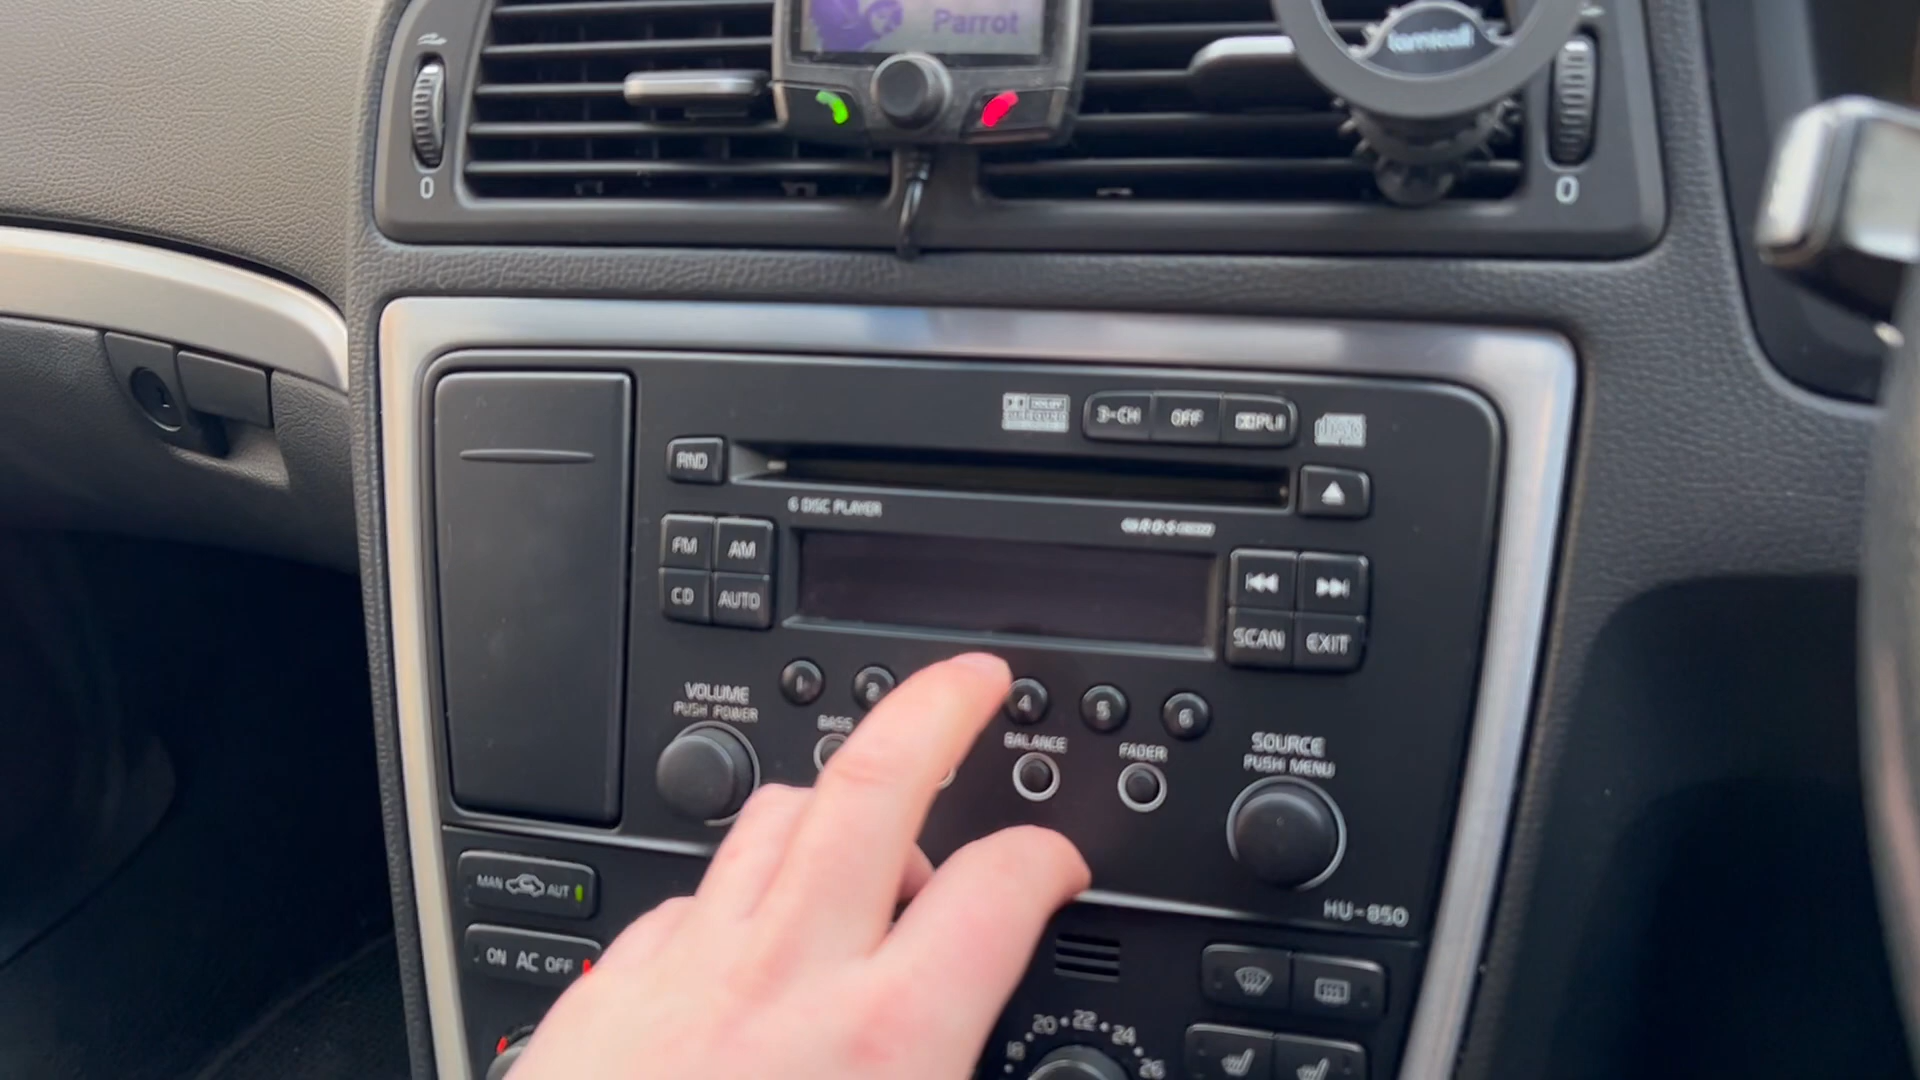 Parrot
lamicall
0
0
3-CH OFF PLII
RND
6 DISC PLAYER
FM AM
CD AUTO
SCAN EXIT
1 2 4 5 6
VOLUME
PUSH POWER
BASS
BALANCE
FADER
SOURCE
PUSH MENU
HU-850
MAN AUT
ON AC OFF
18 20 22 24 26